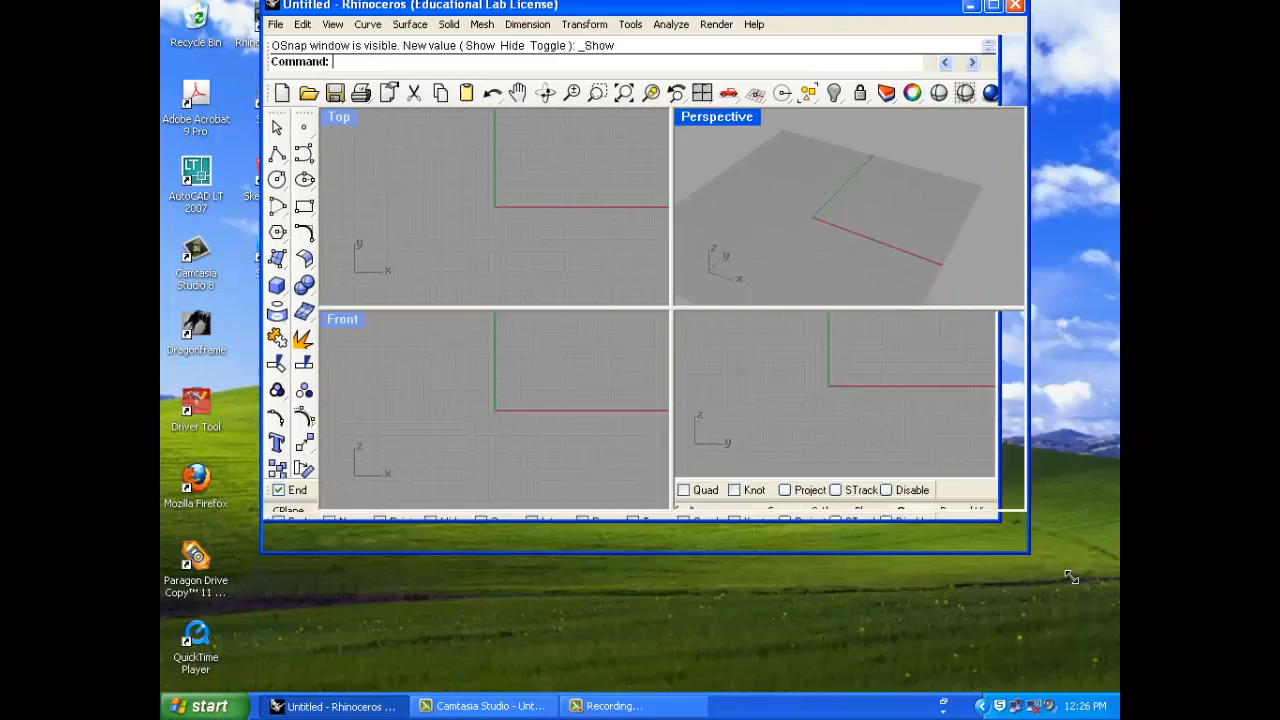 Untitled - Rhinoceros (Educational Lab License)
File Edit View Curve Surface Solid Mesh Dimension Transform Tools Analyze Render Help
OSnap window is visible. New value ( Show Hide Toggle ): _Show
Command:
Recycle Bin
Adobe Acrobat
9 Pro
AutoCAD LT
2007
Camtasia
Studio 8
Dragonframe
Driver Tool
Mozilla Firefox
Paragon Drive
Copy™ 11 ...
QuickTime
Player
Top
y
x
Perspective
z
y
x
Front
z
x
z
y
End
Quad Knot Project STrack Disable
CPlane
start
Untitled - Rhinoceros ...
Camtasia Studio - Unt...
Recording...
12:26 PM